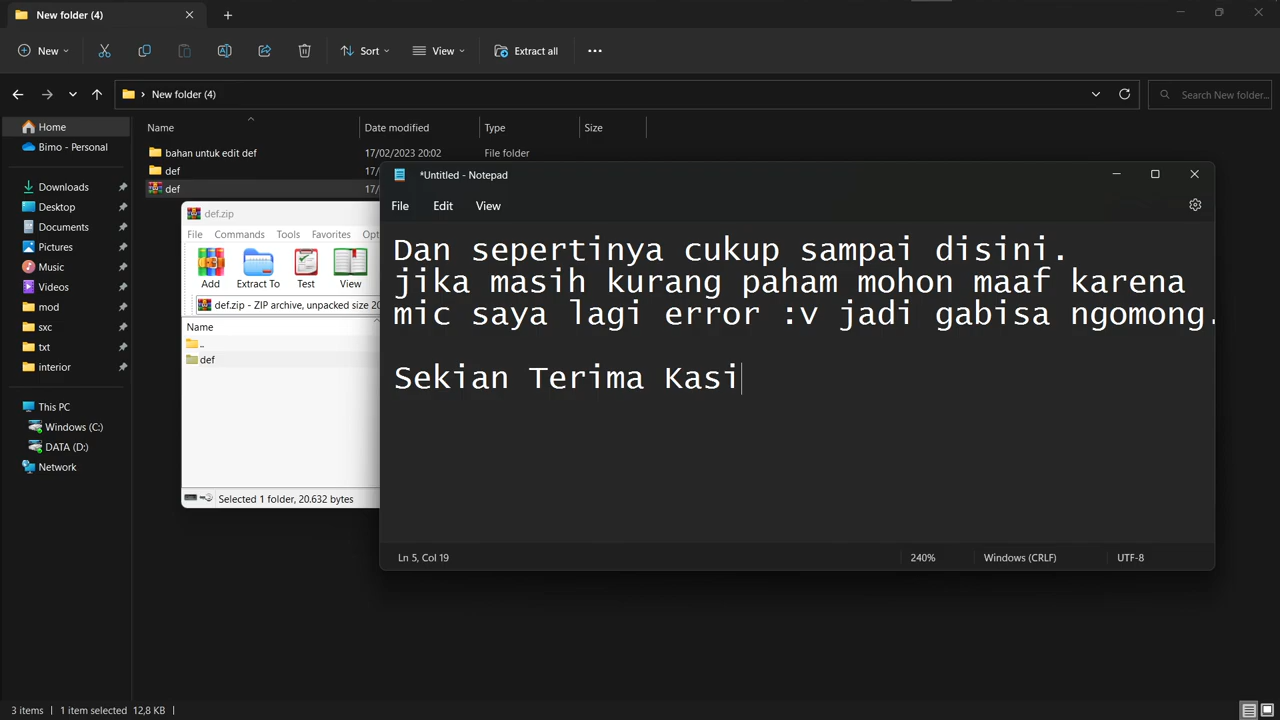 New folder (4)
New
Sort
View
Extract all
New folder (4)
Search New folder...
Home
Bimo - Personal
Downloads
Desktop
Documents
Pictures
Music
Videos
mod
sxc
txt
interior
This PC
Windows (C:)
DATA (D:)
Network
Name Date modified Type Size
bahan untuk edit def 17/02/2023 20:02 File folder
def 17/
def 17/
def.zip
File Commands Tools Favorites Opt
Add Extract To Test View
def.zip - ZIP archive, unpacked size 20
Name
..
def
Selected 1 folder, 20.632 bytes
*Untitled - Notepad
File Edit View
Dan sepertinya cukup sampai disini.
jika masih kurang paham mohon maaf karena
mic saya lagi error :v jadi gabisa ngomong.
Sekian Terima Kasi
Ln 5, Col 19 240% Windows (CRLF) UTF-8
3 items 1 item selected 12,8 KB